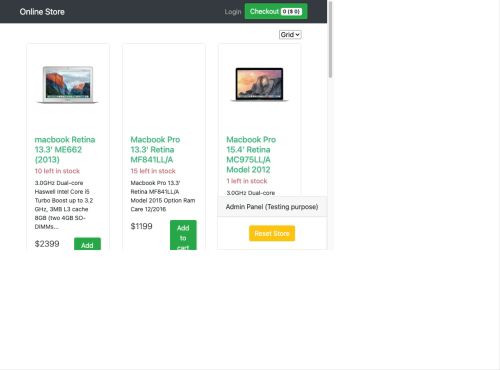 Online Store
Login
Checkout 0 ($ 0)
Grid
macbook Retina
13.3' ME662
(2013)
10 left in stock
3.0GHz Dual-core
Haswell Intel Core i5
Turbo Boost up to 3.2
GHz, 3MB L3 cache
8GB (two 4GB SO-
DIMMs...
$2399
Add
Macbook Pro
13.3' Retina
MF841LL/A
15 left in stock
Macbook Pro 13.3'
Retina MF841LL/A
Model 2015 Option Ram
Care 12/2016
$1199
Add
to
cart
Macbook Pro
15.4' Retina
MC975LL/A
Model 2012
1 left in stock
3.0GHz Dual-core
Admin Panel (Testing purpose)
Reset Store